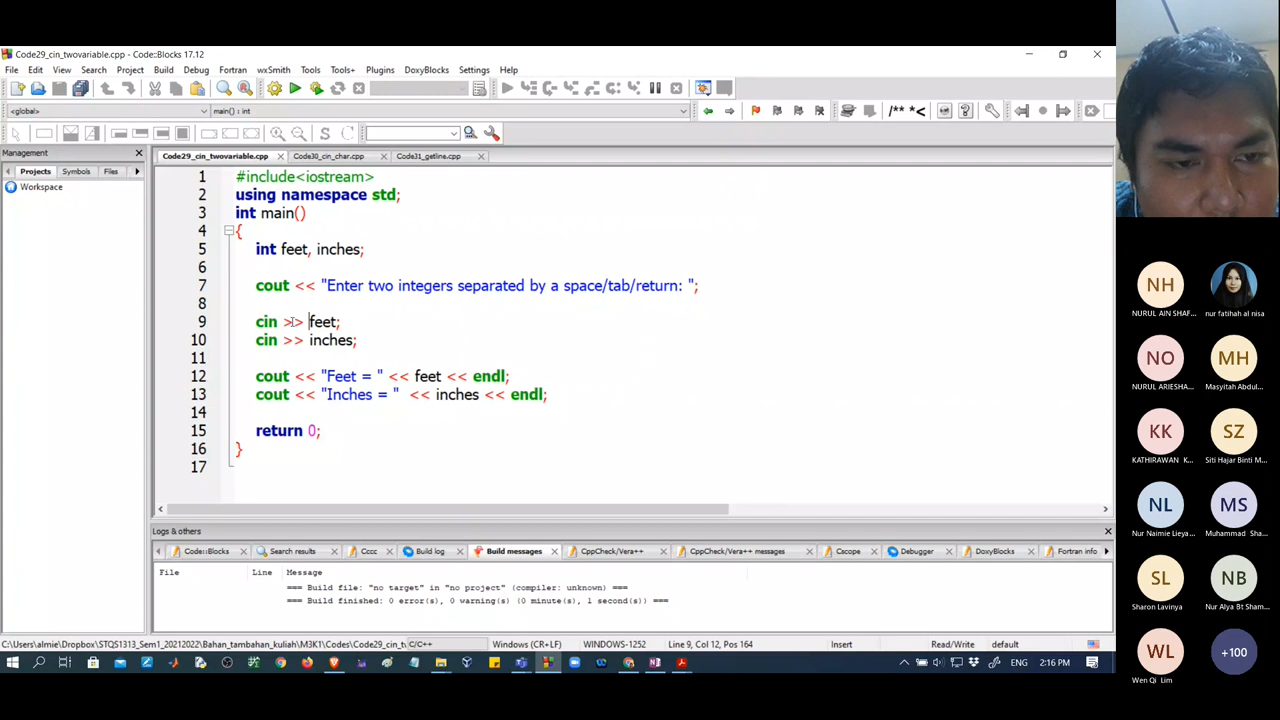 Code29_cin_twovariable.cpp - Code::Blocks 17.12
File Edit View Search Project Build Debug Fortran wxSmith Tools Tools+ Plugins DoxyBlocks Settings Help
<global> main() : int
/** *<
S C
Management
Code29_cin_twovariable.cpp Code30_cin_char.cpp Code31_getline.cpp
Projects Symbols Files
Workspace
1 #include<iostream>
2 using namespace std;
3 int main()
4 {
5 int feet, inches;
6
7 cout << "Enter two integers separated by a space/tab/return: ";
8
9 cin >> feet;
10 cin >> inches;
11
12 cout << "Feet = " << feet << endl;
13 cout << "Inches = " << inches << endl;
14
15 return 0;
16 }
17
Logs & others
Code::Blocks Search results Cccc Build log Build messages CppCheck/Vera++ CppCheck/Vera++ messages Cscope Debugger DoxyBlocks Fortran info
File Line Message
=== Build file: "no target" in "no project" (compiler: unknown) ===
=== Build finished: 0 error(s), 0 warning(s) (0 minute(s), 1 second(s)) ===
C:\Users\almie\Dropbox\STQS1313_Sem1_20212022\Bahan_tambahan_kuliah\M3K1\Codes\Code29_cin_tw C/C++ Windows (CR+LF) WINDOWS-1252 Line 9, Col 12, Pos 164 Insert Read/Write default
ENG 2:16 PM
NH
NURUL AIN SHAF...
nur fatihah al nisa
NO
NURUL ARIESHA...
MH
Masyitah Abdul...
KK
KATHIRAWAN K...
SZ
Siti Hajar Binti M...
NL
Nur Naimie Lieya...
MS
Muhammad Sha...
SL
Sharon Lavinya
NB
Nur Alya Bt Sham...
WL
Wen Qi Lim
+100